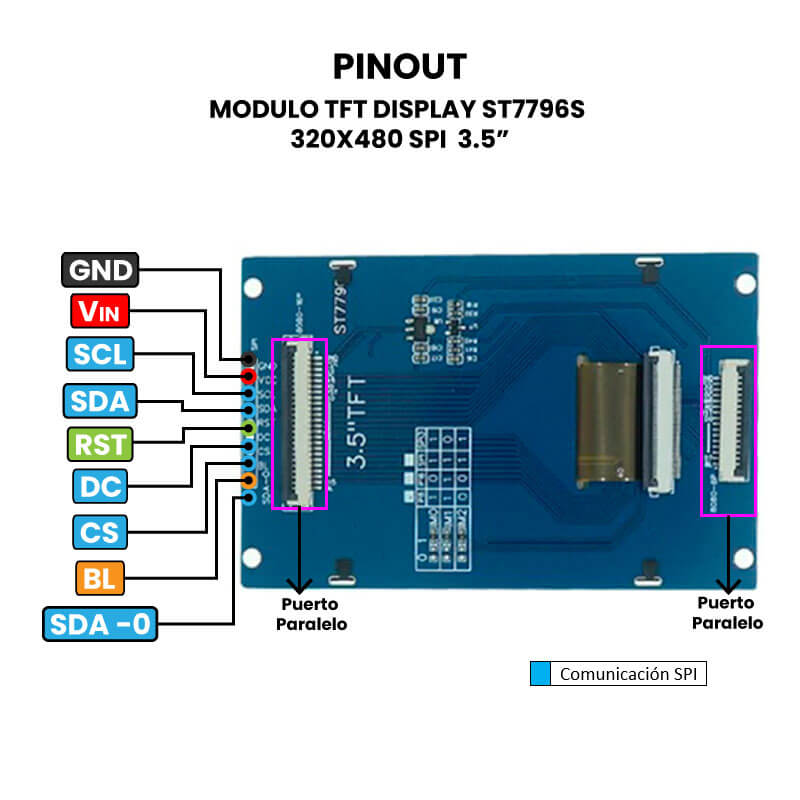 PINOUT
MODULO TFT DISPLAY ST7796S
320X480 SPI 3.5”
GND
VIN
SCL
SDA
RST
DC
CS
BL
SDA -0
ST779
3.5"TFT
Puerto
Paralelo
Puerto
Paralelo
Comunicación SPI